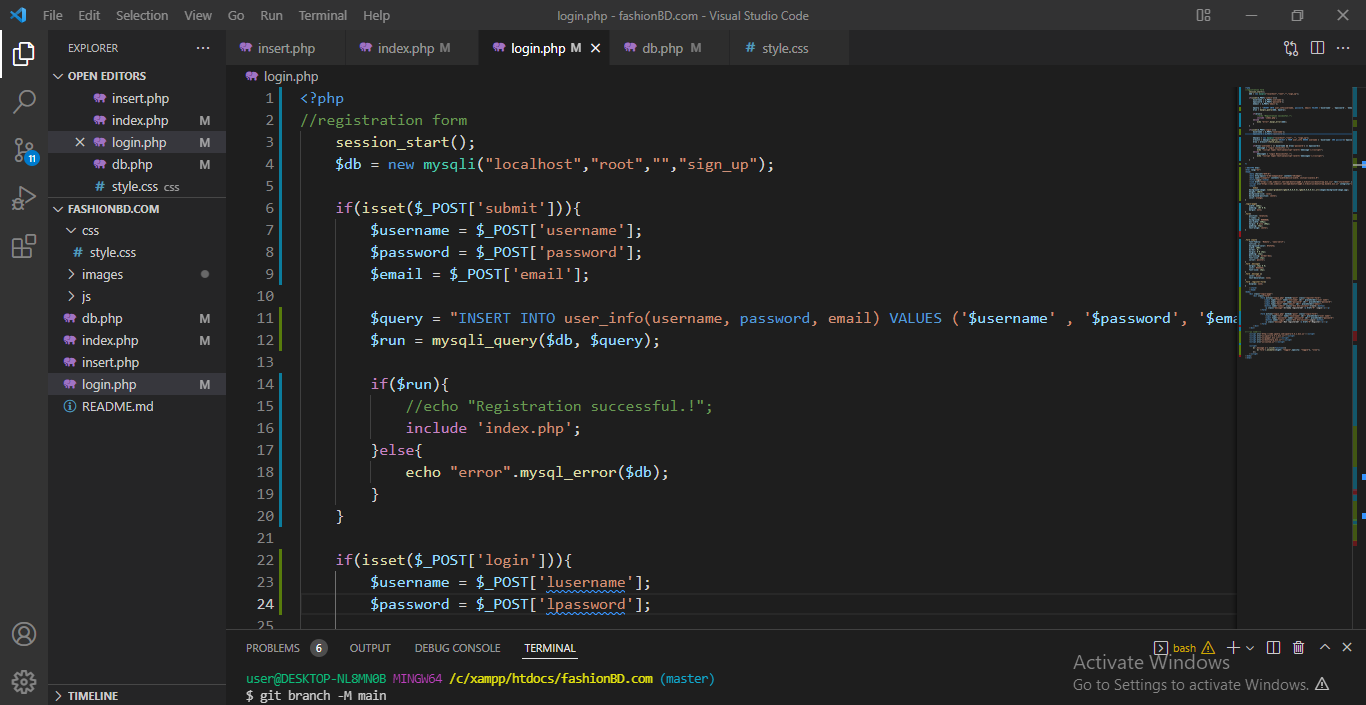 File Edit Selection View Go Run Terminal Help login.php - fashionBD.com - Visual Studio Code
EXPLORER
OPEN EDITORS
insert.php
index.php M
login.php M
db.php M
style.css css
FASHIONBD.COM
css
style.css
images
js
db.php M
index.php M
insert.php
login.php M
README.md
TIMELINE
11
insert.php index.php M login.php M db.php M style.css
login.php
1 <?php
2 //registration form
3 session_start();
4 $db = new mysqli("localhost","root","","sign_up");
5
6 if(isset($_POST['submit'])){
7 $username = $_POST['username'];
8 $password = $_POST['password'];
9 $email = $_POST['email'];
10
11 $query = "INSERT INTO user_info(username, password, email) VALUES ('$username' , '$password', '$ema
12 $run = mysqli_query($db, $query);
13
14 if($run){
15 //echo "Registration successful.!";
16 include 'index.php';
17 }else{
18 echo "error".mysql_error($db);
19 }
20 }
21
22 if(isset($_POST['login'])){
23 $username = $_POST['lusername'];
24 $password = $_POST['lpassword'];
25
PROBLEMS 6 OUTPUT DEBUG CONSOLE TERMINAL bash
user@DESKTOP-NL8MN0B MINGW64 /c/xampp/htdocs/fashionBD.com (master)
$ git branch -M main
Activate Windows
Go to Settings to activate Windows.